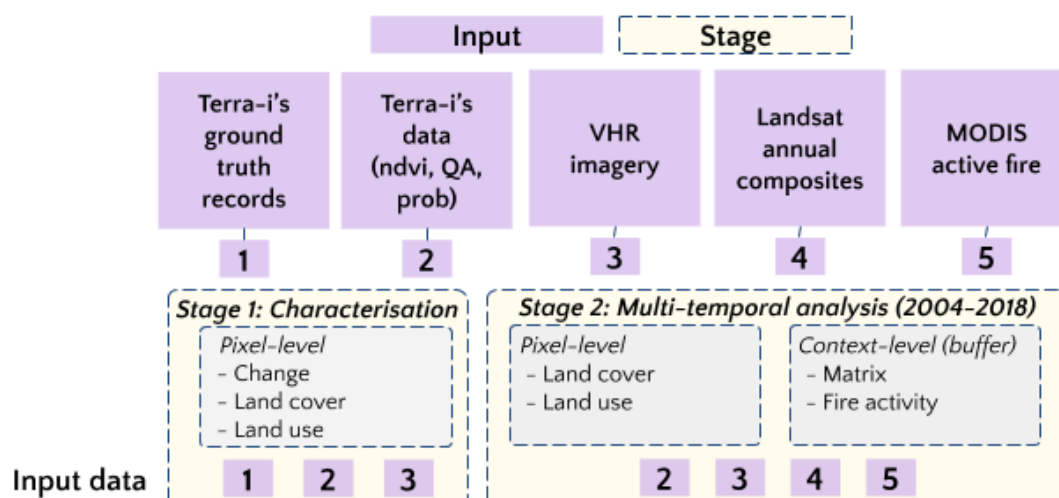 Input
Stage
Terra-i's
ground
truth
records
Terra-i's
data
(ndvi, QA,
prob)
VHR
imagery
Landsat
annual
composites
MODIS
active fire
1
2
3
4
5
Stage 1: Characterisation
Pixel-level
- Change
- Land cover
- Land use
Stage 2: Multi-temporal analysis (2004-2018)
Pixel-level
- Land cover
- Land use
Context-level (buffer)
- Matrix
- Fire activity
Input data
1
2
3
2
3
4
5